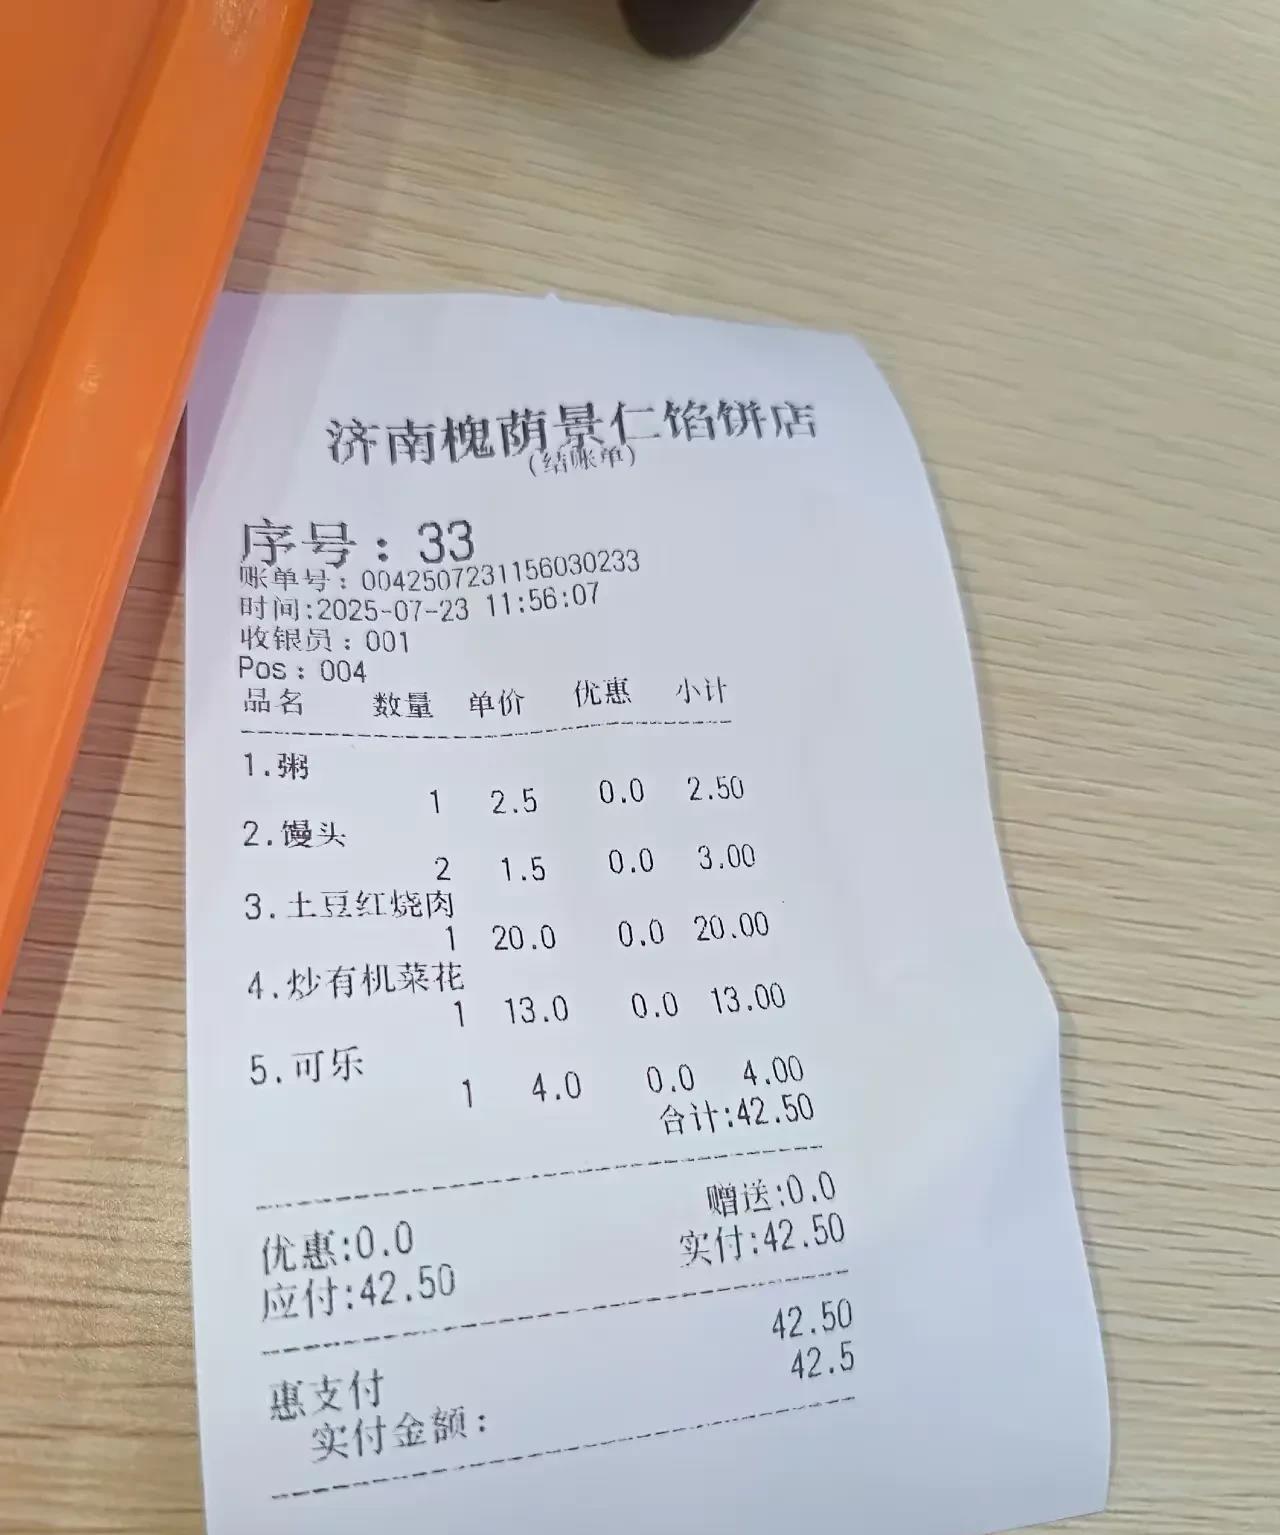 济南槐荫景仁馅饼店
(结账单)
序号：33
账单号：0042507231156030233
时间:2025-07-23 11:56:07
收银员：001
Pos：004
品名 数量 单价 优惠 小计
1.粥
1 2.5 0.0 2.50
2.馒头
2 1.5 0.0 3.00
3.土豆红烧肉
1 20.0 0.0 20.00
4.炒有机菜花
1 13.0 0.0 13.00
5.可乐
1 4.0 0.0 4.00
合计:42.50
优惠:0.0 赠送:0.0
应付:42.50 实付:42.50
惠支付 42.50
实付金额： 42.5